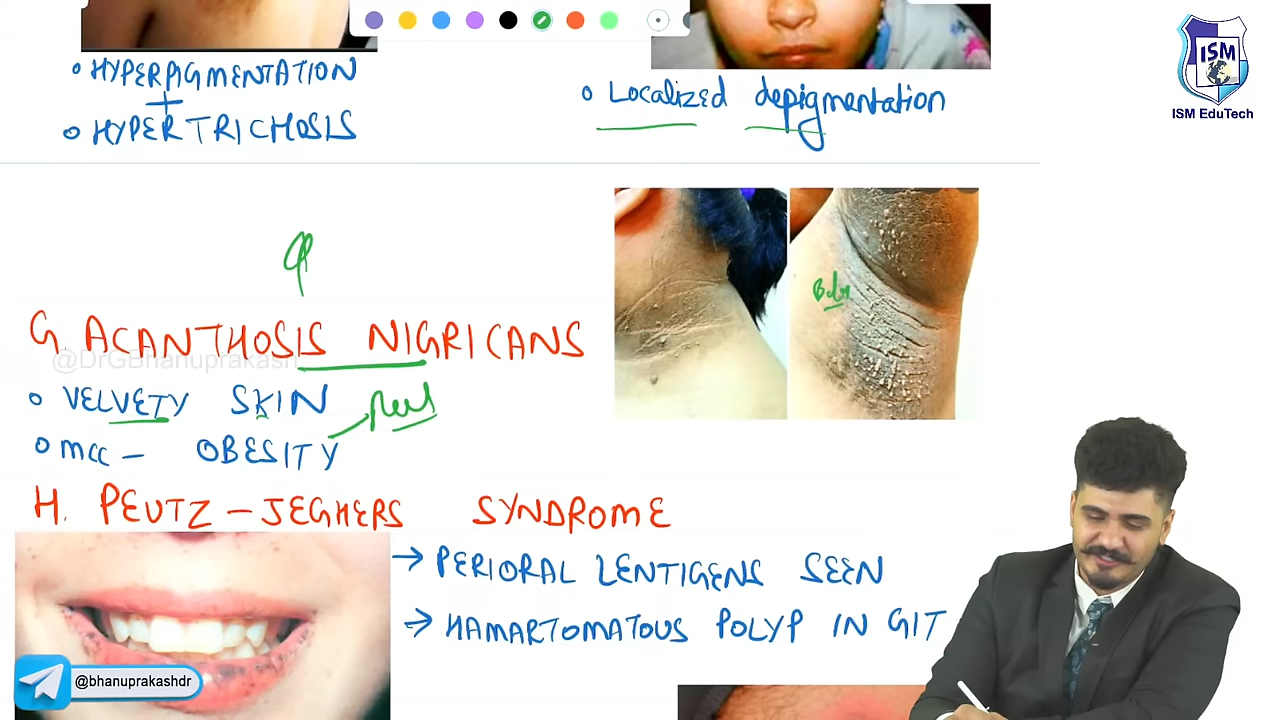 • HYPERPIGMENTATION
+
• HYPERTRICHOSIS
• Localized depigmentation
ISM
ISM EduTech
G. ACANTHOSIS NIGRICANS
@DrGBhanuprakash
• VELVETY SKIN
• MCC – OBESITY
H. PEUTZ – JEGHERS SYNDROME
→ PERIORAL LENTIGENS SEEN
→ HAMARTOMATOUS POLYP IN GIT
@bhanuprakashdr